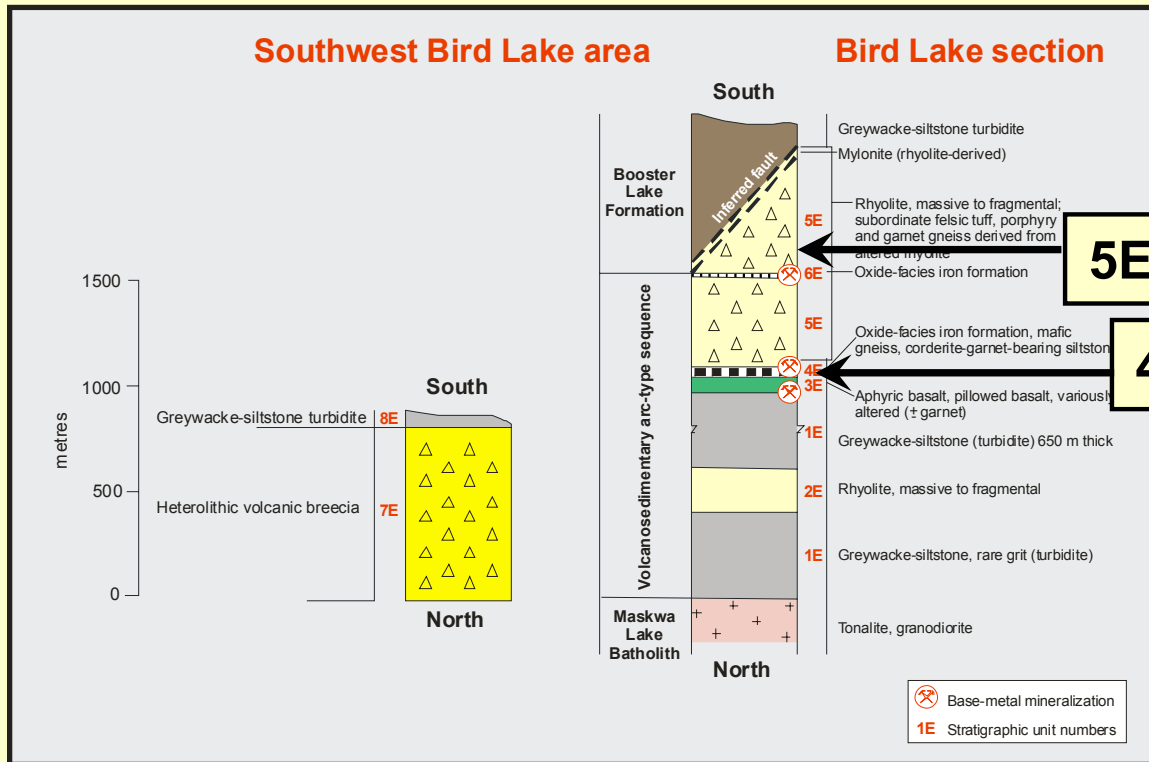 Southwest Bird Lake area
Bird Lake section
South
Greywacke-siltstone turbidite
Mylonite (rhyolite-derived)
Booster
Lake
Formation
Inferred fault
5E
Rhyolite, massive to fragmental;
subordinate felsic tuff, porphyry
and garnet gneiss derived from
altered rhyolite
5E
6E
Oxide-facies iron formation
1500
1000
500
0
metres
Volcanosedimentary arc-type sequence
5E
Oxide-facies iron formation, mafic
gneiss, corderite-garnet-bearing siltston
4E
4
3E
Aphyric basalt, pillowed basalt, variously
altered (± garnet)
1E
Greywacke-siltstone (turbidite) 650 m thick
2E
Rhyolite, massive to fragmental
1E
Greywacke-siltstone, rare grit (turbidite)
Maskwa
Lake
Batholith
Tonalite, granodiorite
North
South
Greywacke-siltstone turbidite
8E
Heterolithic volcanic breecia
7E
North
Base-metal mineralization
1E
Stratigraphic unit numbers